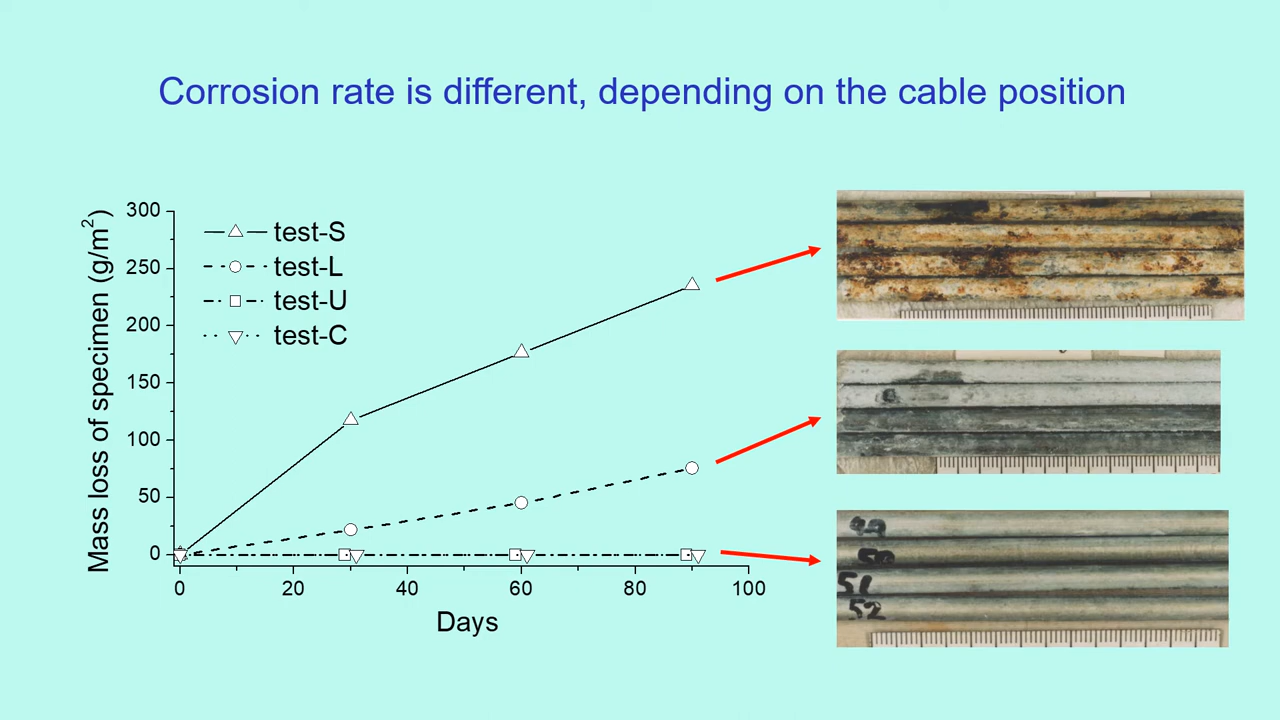 Corrosion rate is different, depending on the cable position
Mass loss of specimen (g/m²)
300
250
200
150
100
50
0
test-S
test-L
test-U
test-C
0 20 40 60 80 100
Days
49
50
51
52